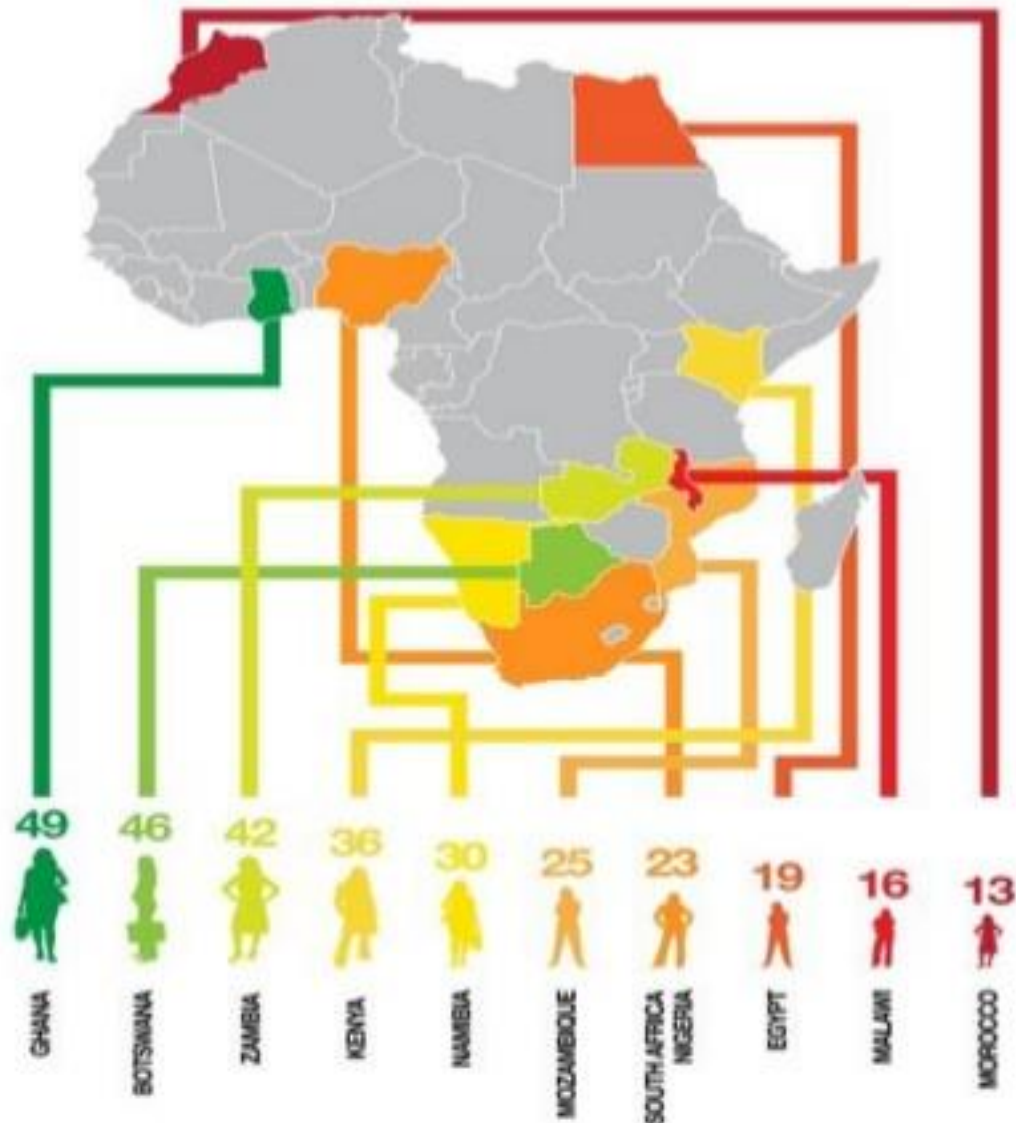 49 46 42 36 30 25 23 19 16 13
GHANA
BOTSWANA
ZAMBIA
KENYA
NAMIBIA
MOZAMBIQUE
SOUTH AFRICA
NIGERIA
EGYPT
MALAWI
MOROCCO